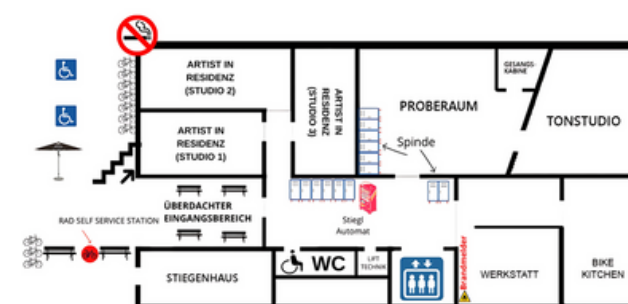 ARTIST IN
RESIDENZ
(STUDIO 2)
ARTIST IN
RESIDENZ
(STUDIO 3)
GESANGS-
KABINE
PROBERAUM
TONSTUDIO
ARTIST IN
RESIDENZ
(STUDIO 1)
Spinde
ÜBERDACHTER
EINGANGSBEREICH
RAD SELF SERVICE STATION
Stiegl
Automat
STIEGENHAUS
WC
LIFT
TECHNIK
Brandmelder
WERKSTATT
BIKE
KITCHEN